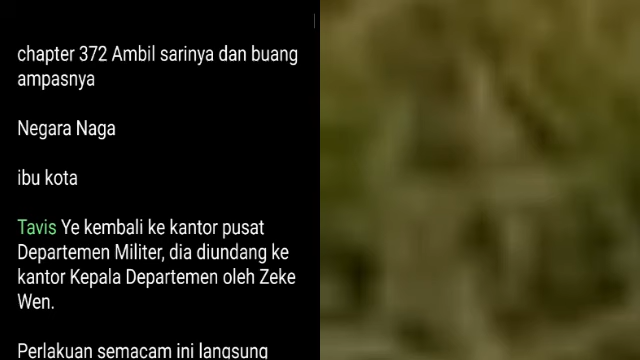 chapter 372 Ambil sarinya dan buang
ampasnya
Negara Naga
ibu kota
Tavis Ye kembali ke kantor pusat
Departemen Militer, dia diundang ke
kantor Kepala Departemen oleh Zeke
Wen.
Perlakuan semacam ini langsung